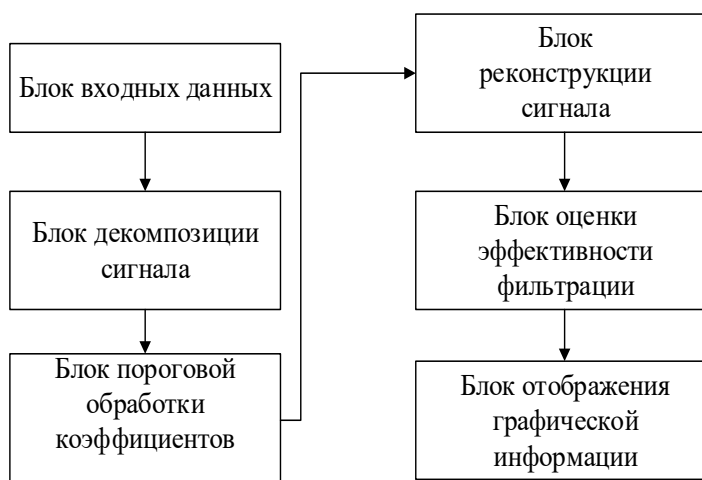 Блок входных данных
Блок декомпозиции
сигнала
Блок пороговой
обработки
коэффициентов
Блок
реконструкции
сигнала
Блок оценки
эффективности
фильтрации
Блок отображения
графической
информации